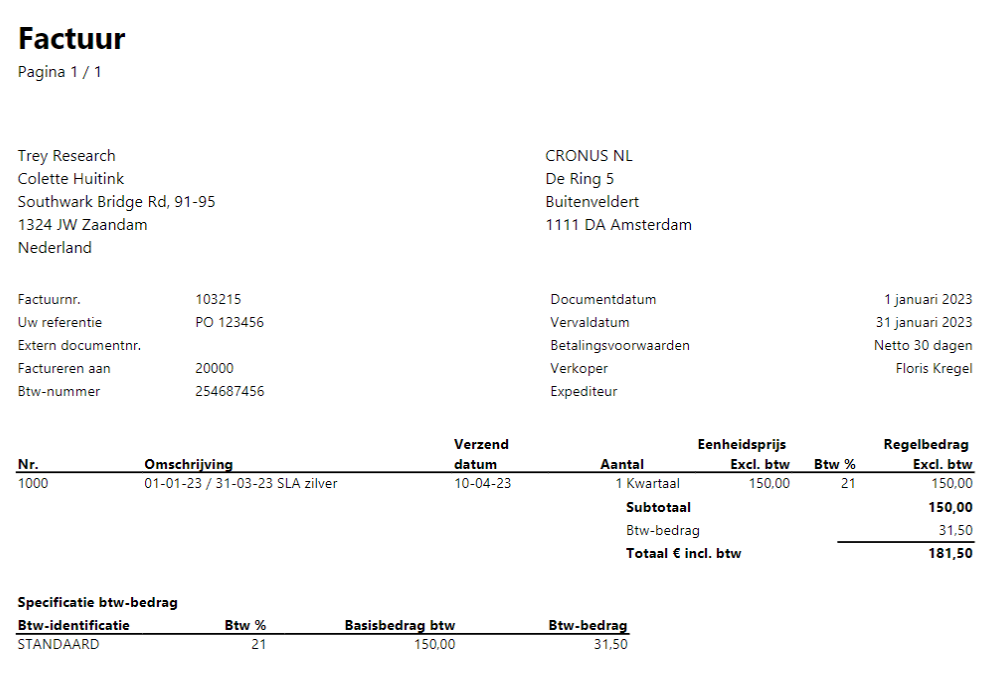 Factuur
Pagina 1 / 1
Trey Research
Colette Huitink
Southwark Bridge Rd, 91-95
1324 JW Zaandam
Nederland
CRONUS NL
De Ring 5
Buitenveldert
1111 DA Amsterdam
Factuurnr. 103215
Uw referentie PO 123456
Extern documentnr.
Factureren aan 20000
Btw-nummer 254687456
Documentdatum 1 januari 2023
Vervaldatum 31 januari 2023
Betalingsvoorwaarden Netto 30 dagen
Verkoper Floris Kregel
Expediteur
Verzend Eenheidsprijs Regelbedrag
Nr. Omschrijving datum Aantal Excl. btw Btw % Excl. btw
1000 01-01-23 / 31-03-23 SLA zilver 10-04-23 1 Kwartaal 150,00 21 150,00
Subtotaal 150,00
Btw-bedrag 31,50
Totaal € incl. btw 181,50
Specificatie btw-bedrag
Btw-identificatie Btw % Basisbedrag btw Btw-bedrag
STANDAARD 21 150,00 31,50